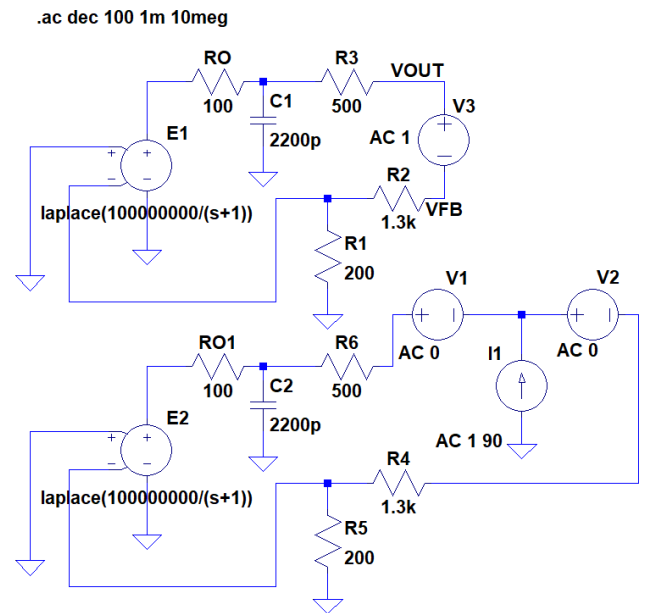 .ac dec 100 1m 10meg
RO
100
R3
500
VOUT
C1
2200p
V3
AC 1
E1
+
−
+
−
+
−
R2
1.3k
VFB
laplace(100000000/(s+1))
R1
200
V1
+
−
AC 0
V2
+
−
AC 0
RO1
100
R6
500
I1
C2
2200p
E2
+
−
+
−
AC 1 90
R4
1.3k
laplace(100000000/(s+1))
R5
200